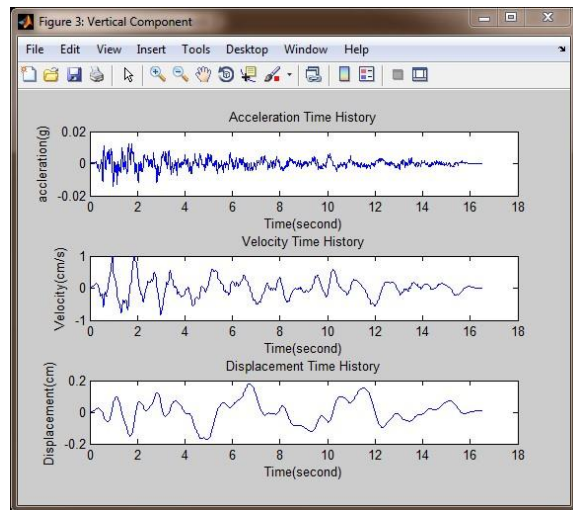 Figure 3: Vertical Component
File Edit View Insert Tools Desktop Window Help
Acceleration Time History
accleration(g)
0.02
0
-0.02
0 2 4 6 8 10 12 14 16 18
Time(second)
Velocity Time History
Velocity(cm/s)
1
0
-1
0 2 4 6 8 10 12 14 16 18
Time(second)
Displacement Time History
Displacement(cm)
0.2
0
-0.2
0 2 4 6 8 10 12 14 16 18
Time(second)